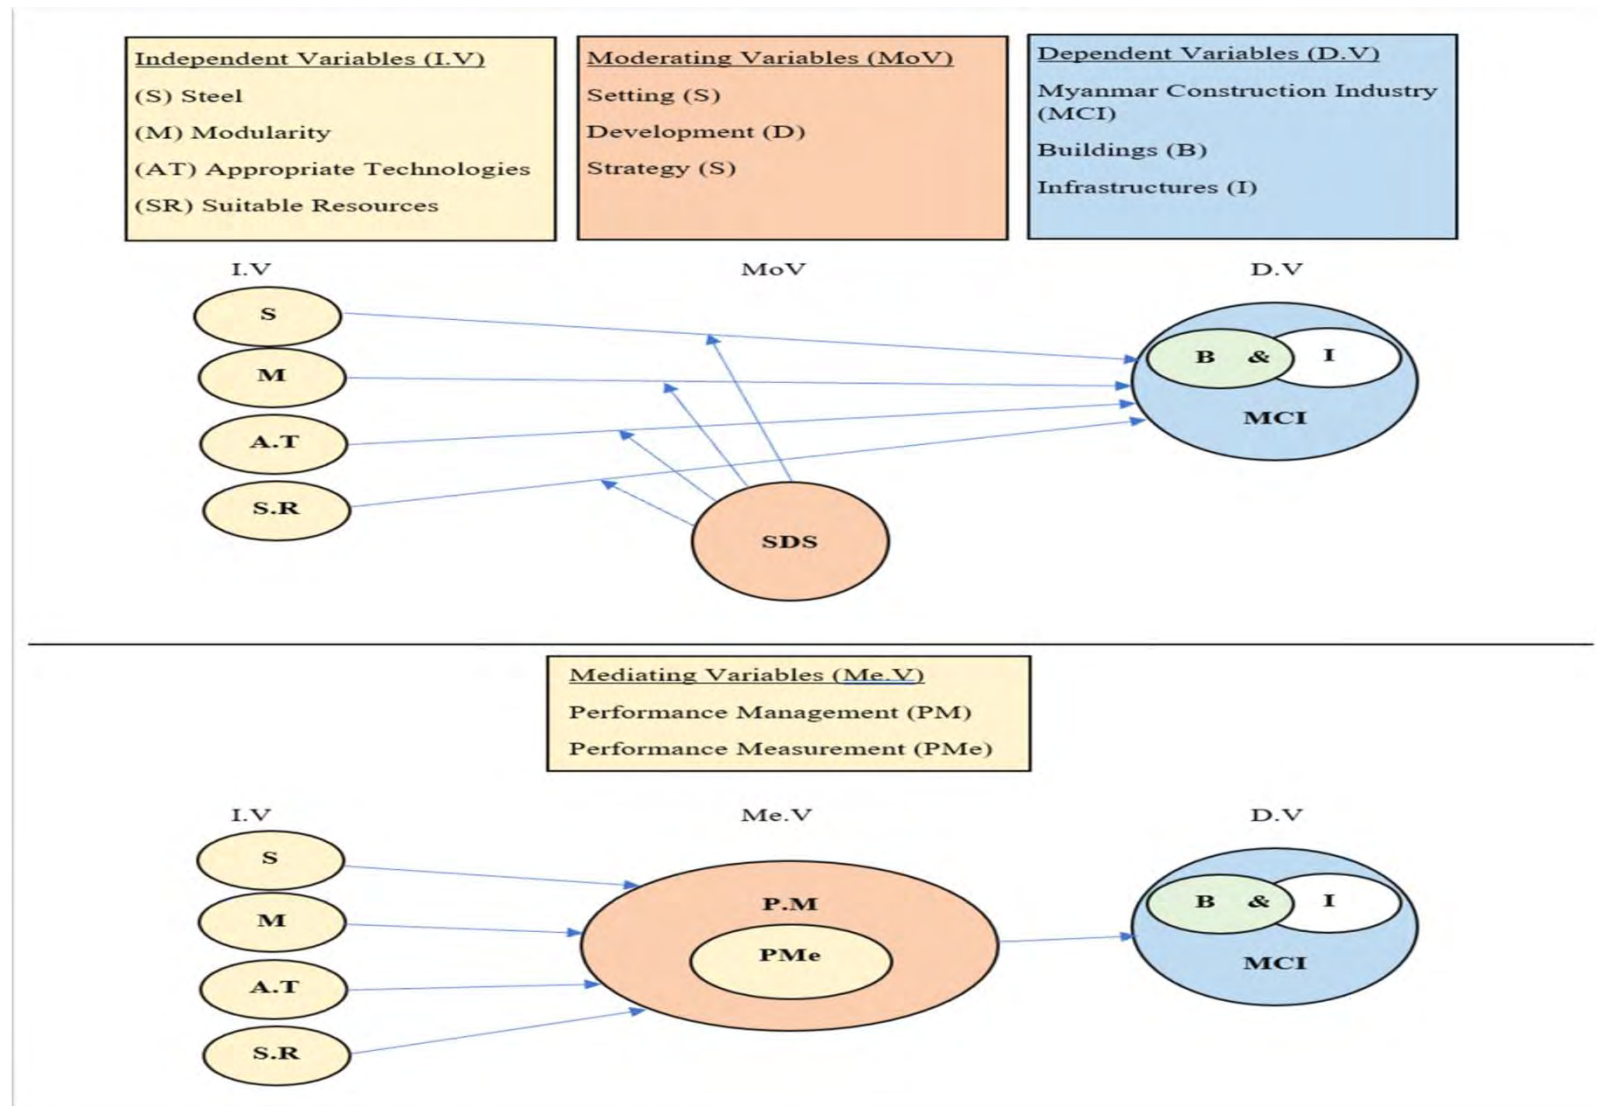 Independent Variables (I.V)
(S) Steel
(M) Modularity
(AT) Appropriate Technologies
(SR) Suitable Resources
Moderating Variables (MoV)
Setting (S)
Development (D)
Strategy (S)
Dependent Variables (D.V)
Myanmar Construction Industry
(MCI)
Buildings (B)
Infrastructures (I)
I.V
MoV
D.V
S
M
A.T
S.R
SDS
B & I
MCI
Mediating Variables (Me.V)
Performance Management (PM)
Performance Measurement (PMe)
I.V
Me.V
D.V
S
M
A.T
S.R
P.M
PMe
B & I
MCI